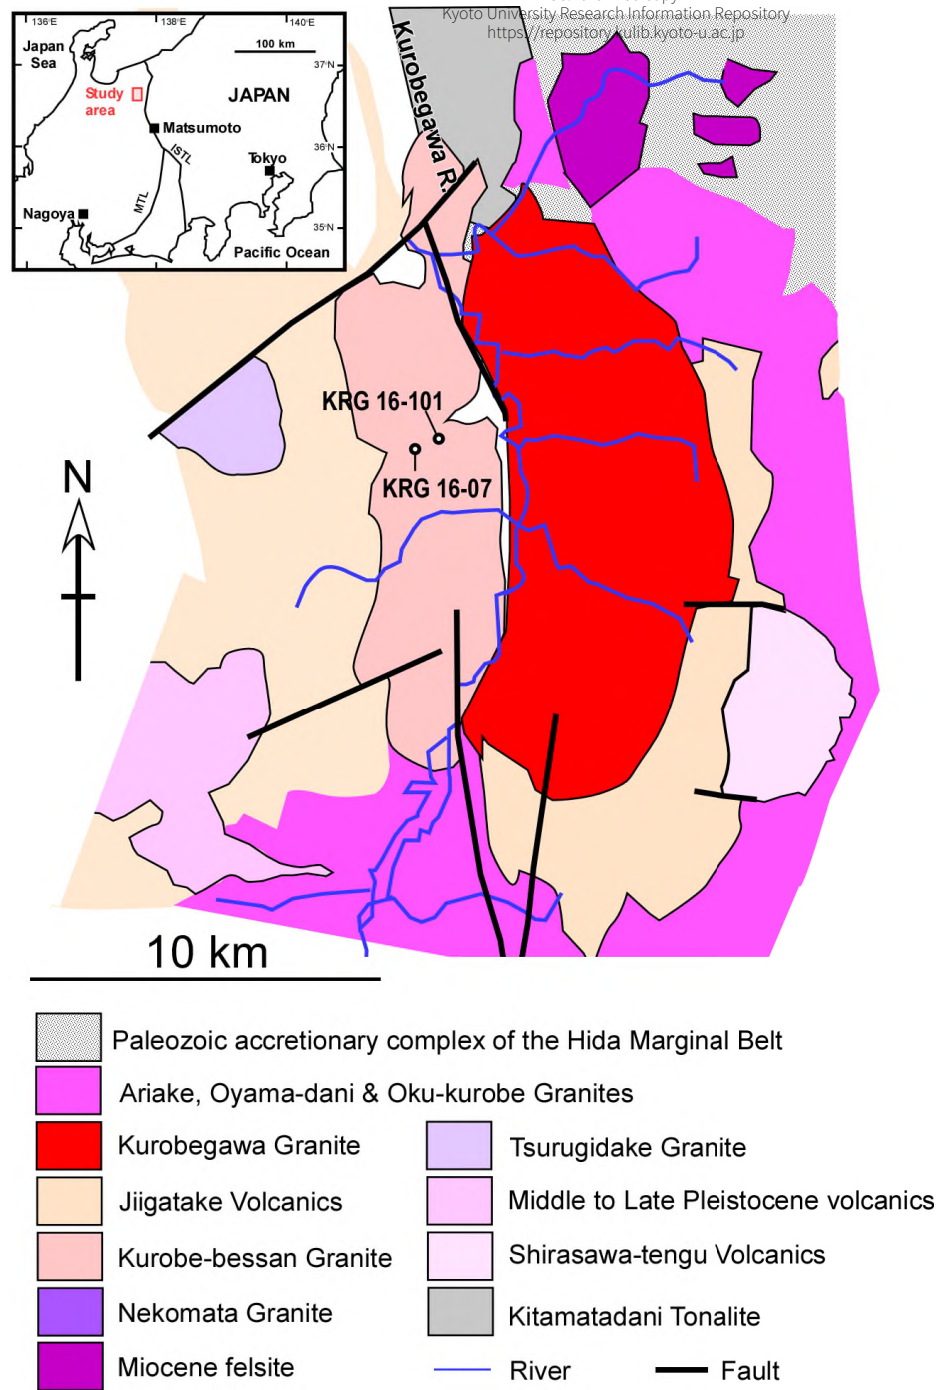 Kyoto University Research Information Repository
https://repository.kulib.kyoto-u.ac.jp
136°E
138°E
140°E
Japan
Sea
100 km
37°N
Study
area
JAPAN
Matsumoto
36°N
ISTL
Tokyo
MTL
Nagoya
35°N
Pacific Ocean
Kurobegawa R.
KRG 16-101
KRG 16-07
N
10 km
Paleozoic accretionary complex of the Hida Marginal Belt
Ariake, Oyama-dani & Oku-kurobe Granites
Kurobegawa Granite
Tsurugidake Granite
Jiigatake Volcanics
Middle to Late Pleistocene volcanics
Kurobe-bessan Granite
Shirasawa-tengu Volcanics
Nekomata Granite
Kitamatadani Tonalite
Miocene felsite
River
Fault